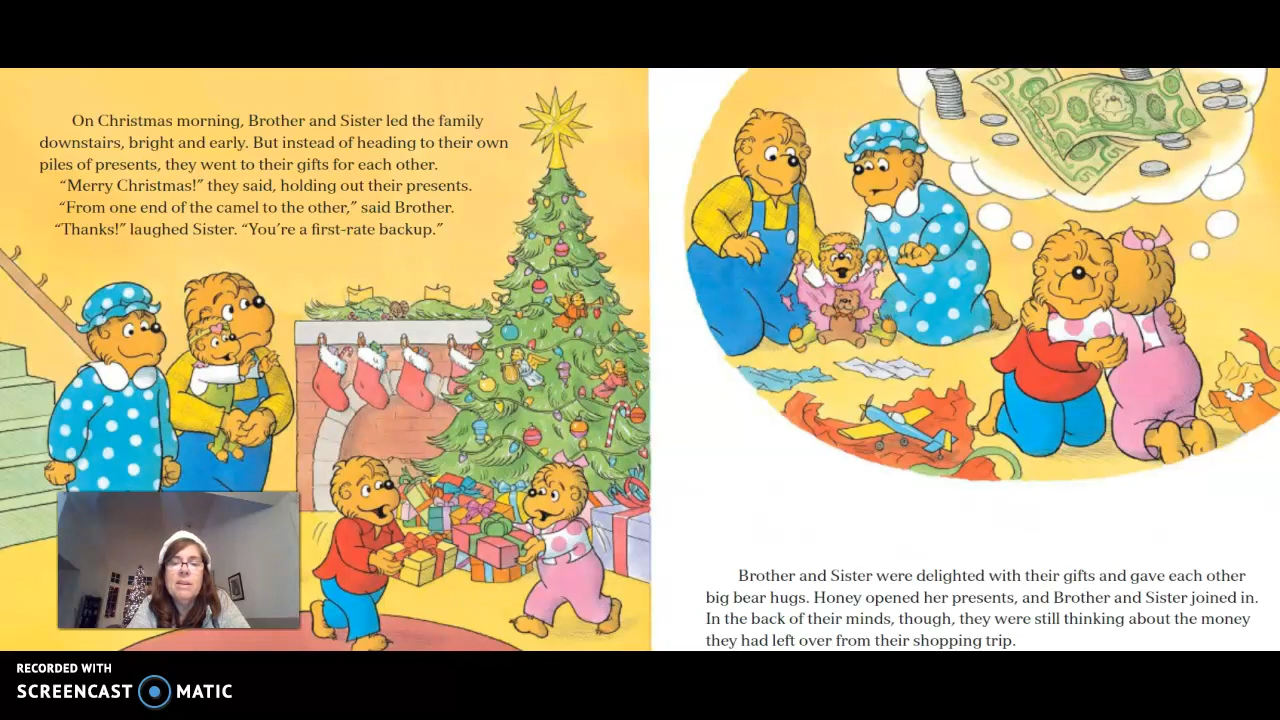 On Christmas morning, Brother and Sister led the family
downstairs, bright and early. But instead of heading to their own
piles of presents, they went to their gifts for each other.
“Merry Christmas!” they said, holding out their presents.
“From one end of the camel to the other,” said Brother.
“Thanks!” laughed Sister. “You’re a first-rate backup.”
5
5
Brother and Sister were delighted with their gifts and gave each other
big bear hugs. Honey opened her presents, and Brother and Sister joined in.
In the back of their minds, though, they were still thinking about the money
they had left over from their shopping trip.
RECORDED WITH
SCREENCAST MATIC